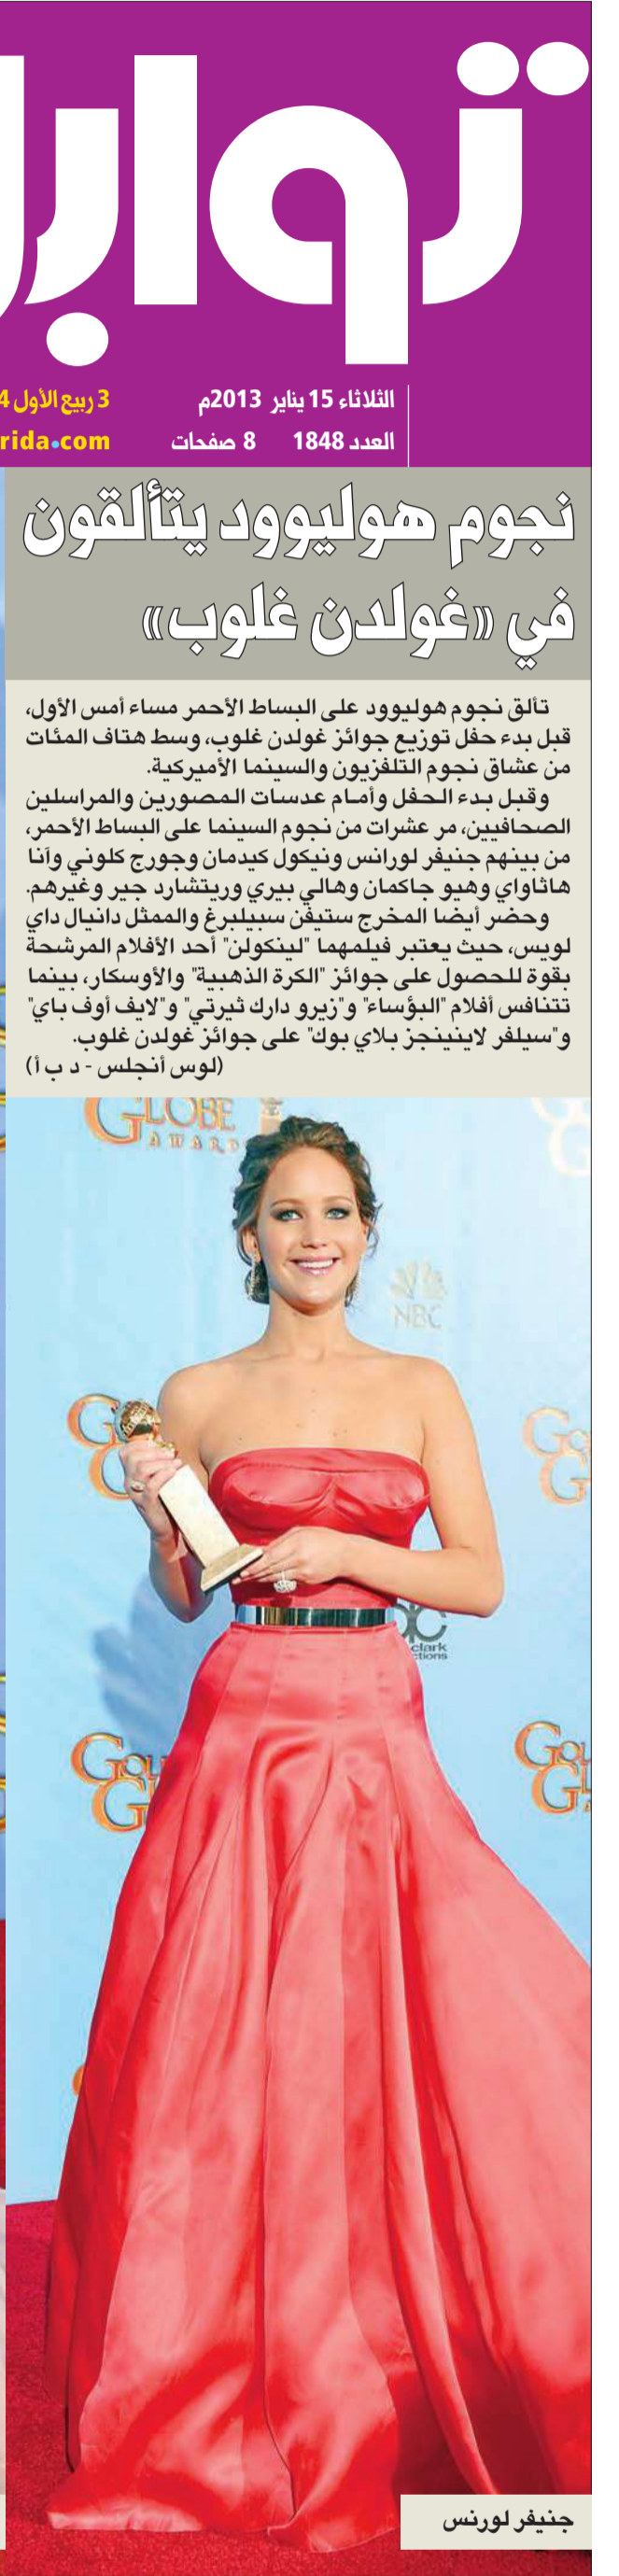 توابل
الثلاثاء 15 يناير 2013م
3 ربيع الأول
العدد 1848 8 صفحات
rida.com
نجوم هوليوود يتألقون
في «غولدن غلوب»
تألق نجوم هوليوود على البساط الأحمر مساء أمس الأول،
قبل بدء حفل توزيع جوائز غولدن غلوب، وسط هتاف المئات
من عشاق نجوم التلفزيون والسينما الأميركية.
وقبل بدء الحفل وأمام عدسات المصورين والمراسلين
الصحافيين، مر عشرات من نجوم السينما على البساط الأحمر،
من بينهم جنيفر لورانس ونيكول كيدمان وجورج كلوني وآنا
هاثاواي وهيو جاكمان وهالي بيري وريتشارد جير وغيرهم.
وحضر أيضا المخرج ستيفن سبيلبرغ والممثل دانيال داي
لويس، حيث يعتبر فيلمهما "لينكولن" أحد الأفلام المرشحة
بقوة للحصول على جوائز "الكرة الذهبية" والأوسكار، بينما
تتنافس أفلام "البؤساء" و"زيرو دارك ثيرتي" و"لايف أوف باي"
و"سيلفر لاينينجز بلاي بوك" على جوائز غولدن غلوب.
(لوس أنجلس - د ب أ)
GLOBE
AWARD
NBC
clark
ctions
جنيفر لورنس